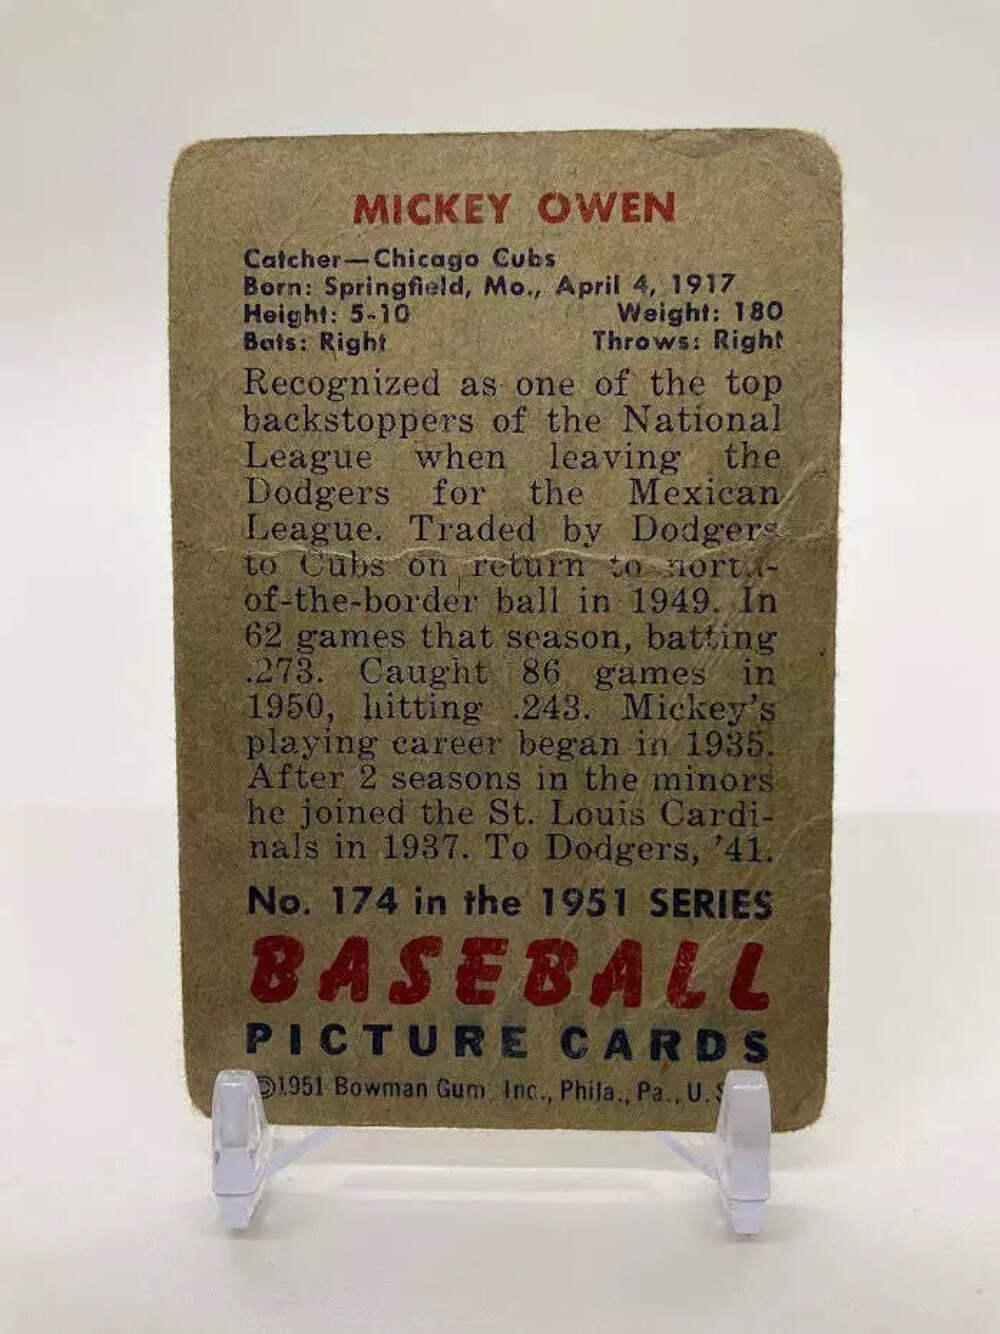 MICKEY OWEN
Catcher—Chicago Cubs
Born: Springfield, Mo., April 4, 1917
Height: 5-10 Weight: 180
Bats: Right Throws: Right
Recognized as one of the top
backstoppers of the National
League when leaving the
Dodgers for the Mexican
League. Traded by Dodgers
to Cubs on return to north-
of-the-border ball in 1949. In
62 games that season, batting
.273. Caught 86 games in
1950, hitting .243. Mickey's
playing career began in 1935.
After 2 seasons in the minors
he joined the St. Louis Cardi-
nals in 1937. To Dodgers, '41.
No. 174 in the 1951 SERIES
BASEBALL
PICTURE CARDS
©1951 Bowman Gum Inc., Phila., Pa., U.S